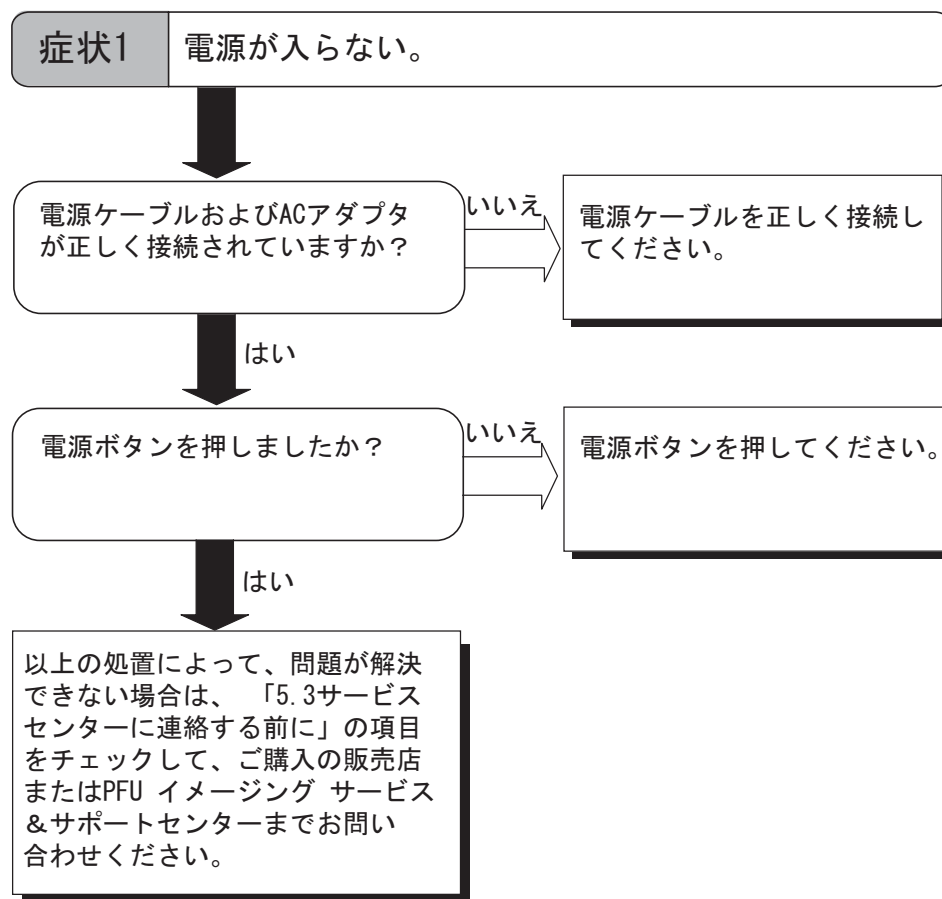 症状1 電源が入らない。
電源ケーブルおよびACアダプタ
が正しく接続されていますか？
いいえ
電源ケーブルを正しく接続し
てください。
はい
電源ボタンを押しましたか？
いいえ
電源ボタンを押してください。
はい
以上の処置によって、問題が解決
できない場合は、 「5.3サービス
センターに連絡する前に」の項目
をチェックして、ご購入の販売店
またはPFU イメージング サービス
＆サポートセンターまでお問い
合わせください。